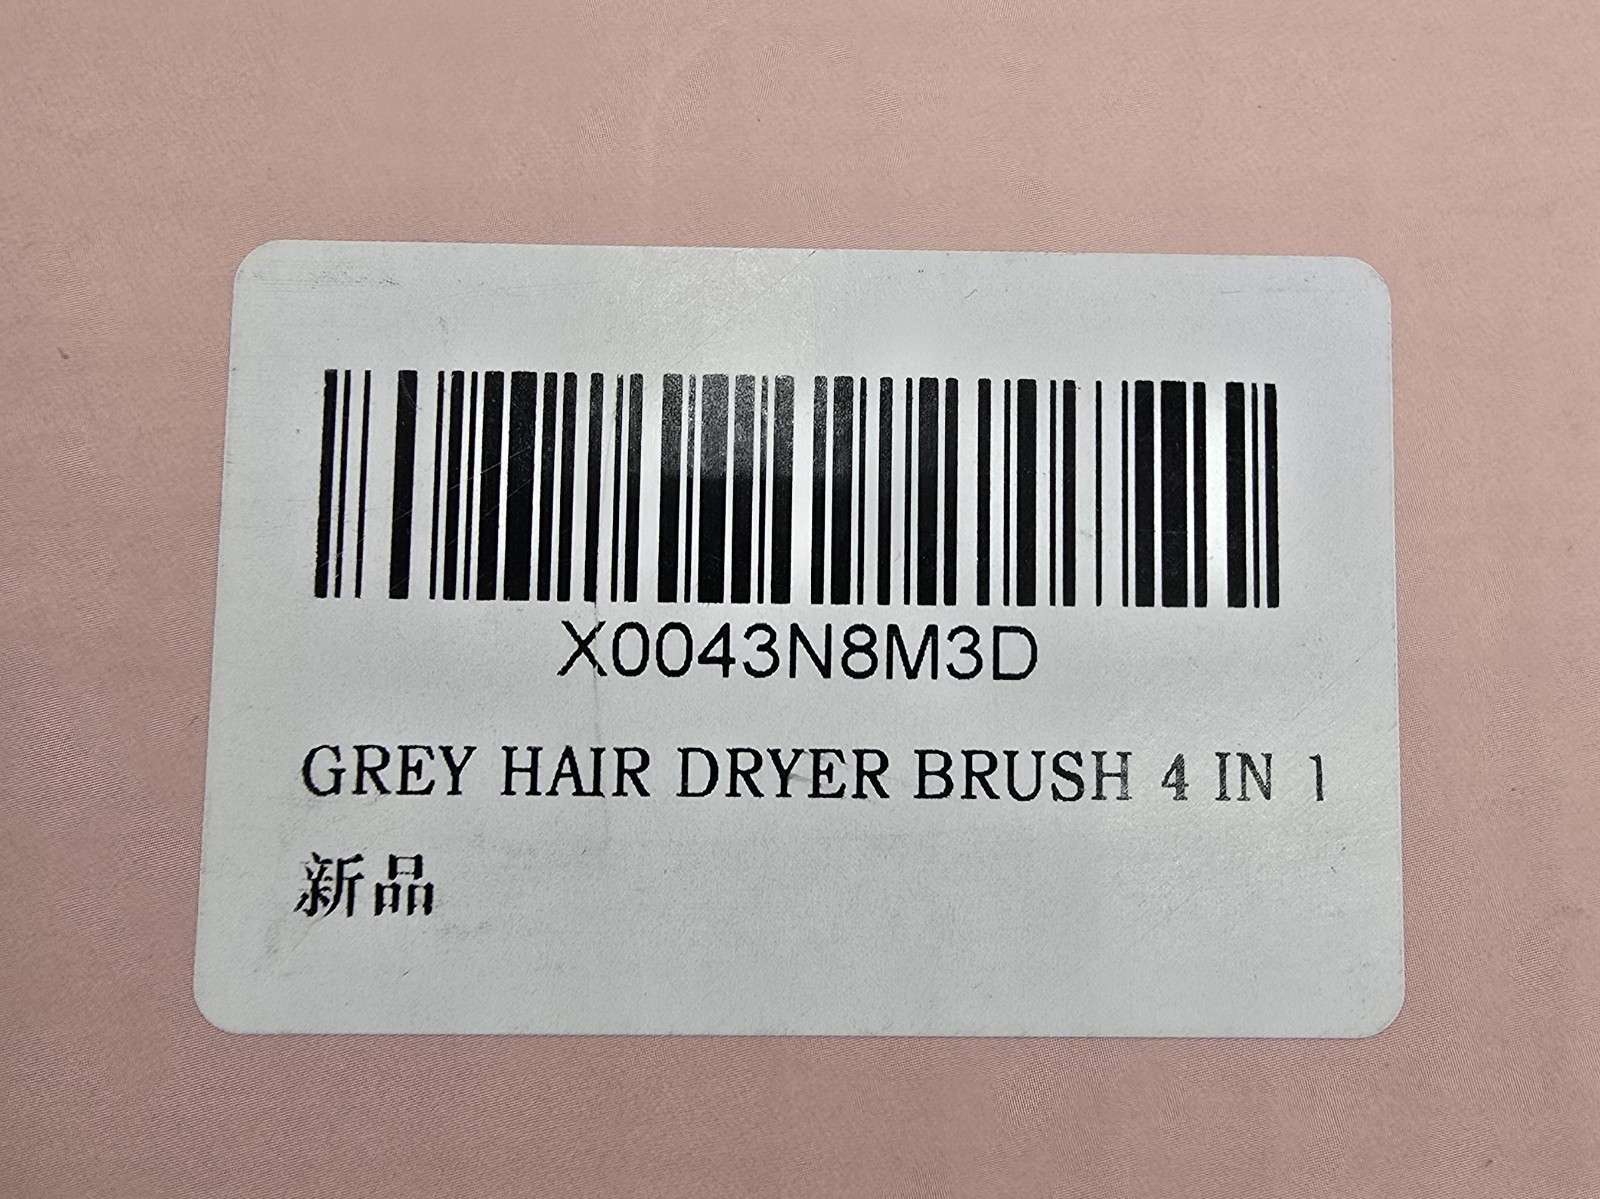 X0043N8M3D
GREY HAIR DRYER BRUSH 4 IN 1
新品